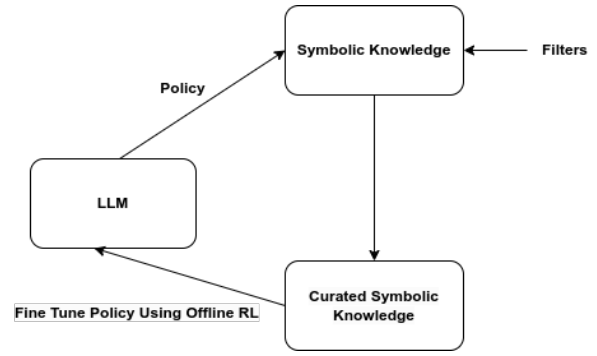 Symbolic Knowledge
Filters
Policy
LLM
Curated Symbolic
Knowledge
Fine Tune Policy Using Offline RL